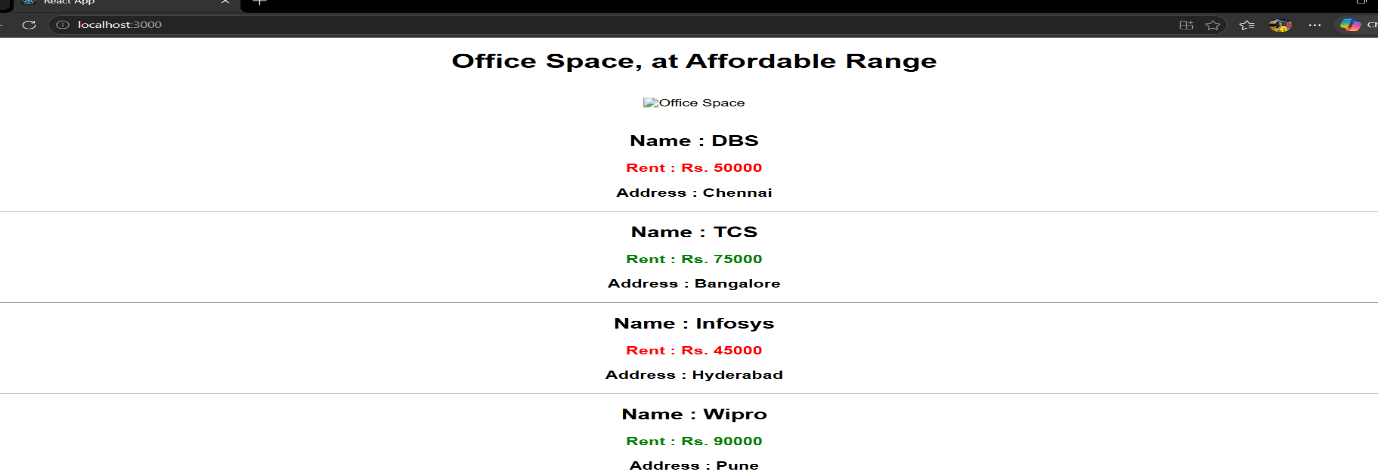 React App
localhost:3000
Office Space, at Affordable Range
Office Space
Name : DBS
Rent : Rs. 50000
Address : Chennai
Name : TCS
Rent : Rs. 75000
Address : Bangalore
Name : Infosys
Rent : Rs. 45000
Address : Hyderabad
Name : Wipro
Rent : Rs. 90000
Address : Pune